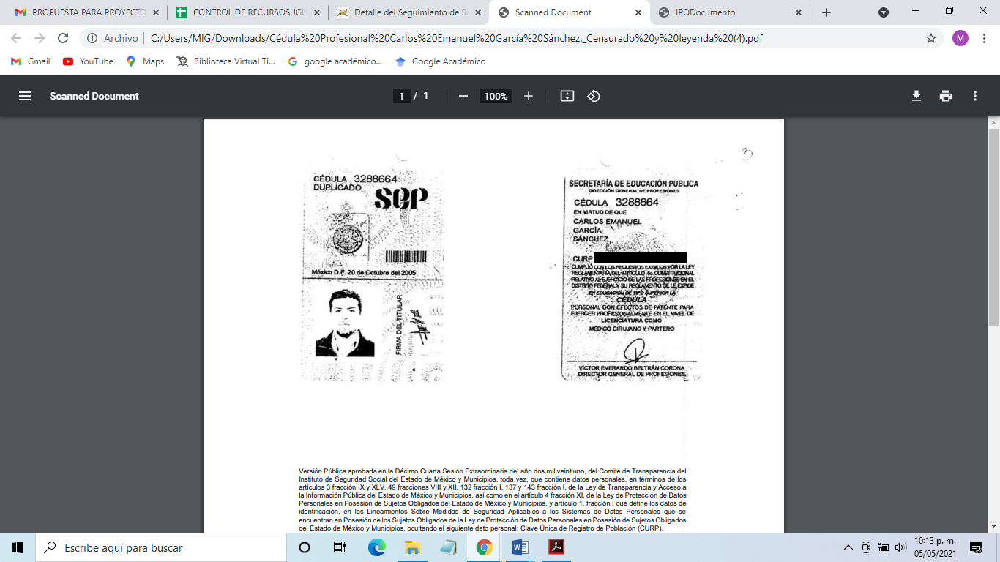 PROPUESTA PARA PROYECTO
CONTROL DE RECURSOS JGL
Detalle del Seguimiento de S
Scanned Document
IPODocumento
Archivo
C:/Users/MIG/Downloads/Cédula%20Profesional%20Carlos%20Emanuel%20García%20Sánchez._Censurado%20y%20leyenda%20(4).pdf
M
Gmail
YouTube
Maps
Biblioteca Virtual Ti...
google académico...
Google Académico
Scanned Document
1 / 1
100%
CÉDULA 3288664
DUPLICADO
SEP
México D.F. 20 de Octubre del 2005
FIRMA DEL TITULAR
SECRETARÍA DE EDUCACIÓN PÚBLICA
DIRECCIÓN GENERAL DE PROFESIONES
CÉDULA 3288664
EN VIRTUD DE QUE
CARLOS EMANUEL
GARCÍA
SÁNCHEZ
CURP
CUMPLIÓ CON LOS REQUISITOS EXIGIDOS POR LA LEY
REGLAMENTARIA DEL ARTÍCULO 5o. CONSTITUCIONAL
RELATIVO AL EJERCICIO DE LAS PROFESIONES EN EL
DISTRITO FEDERAL Y SU REGLAMENTO SE LE EXPIDE
EN EDUCACIÓN DE TIPO SUPERIOR LA
CÉDULA
PERSONAL CON EFECTOS DE PATENTE PARA
EJERCER PROFESIONALMENTE EN EL NIVEL DE
LICENCIATURA COMO
MÉDICO CIRUJANO Y PARTERO
VÍCTOR EVERARDO BELTRÁN CORONA
DIRECTOR GENERAL DE PROFESIONES
Versión Pública aprobada en la Décimo Cuarta Sesión Extraordinaria del año dos mil veintiuno, del Comité de Transparencia del
Instituto de Seguridad Social del Estado de México y Municipios, toda vez, que contiene datos personales, en términos de los
artículos 3 fracción IX y XLV, 49 fracciones VIII y XII, 132 fracción I, 137 y 143 fracción I, de la Ley de Transparencia y Acceso a
la Información Pública del Estado de México y Municipios, así como en el artículo 4 fracción XI, de la Ley de Protección de Datos
Personales en Posesión de Sujetos Obligados del Estado de México y Municipios, y artículo 1, fracción I que define los datos de
identificación, en los Lineamientos Sobre Medidas de Seguridad Aplicables a los Sistemas de Datos Personales que se
encuentran en Posesión de los Sujetos Obligados de la Ley de Protección de Datos Personales en Posesión de Sujetos Obligados
del Estado de México y Municipios, ocultando el siguiente dato personal: Clave Única de Registro de Población (CURP).
Escribe aquí para buscar
10:13 p. m.
05/05/2021